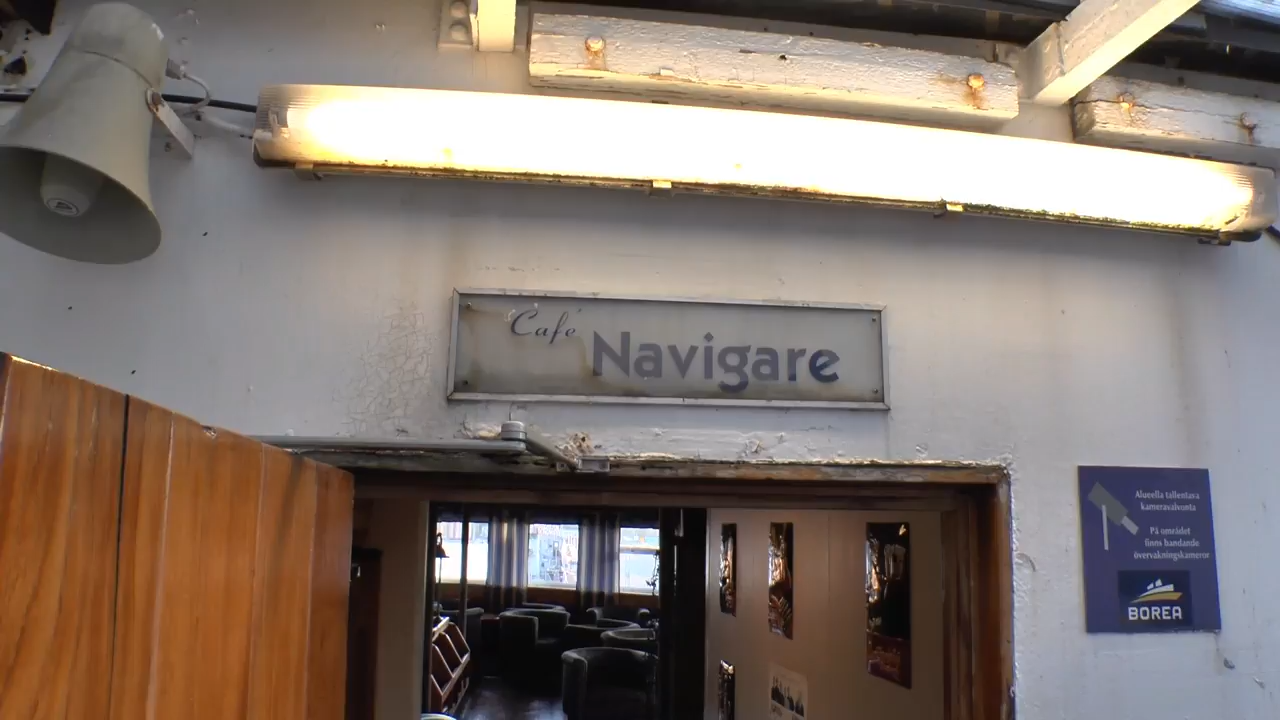 Café
Navigare
Alueella tallentava
kameravalvonta
På området
finns bandande
övervakningskameror
BOREA